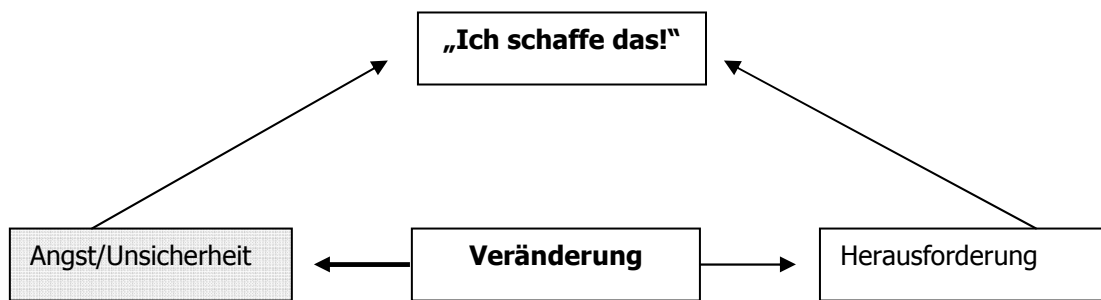 „Ich schaffe das!“
Angst/Unsicherheit
Veränderung
Herausforderung